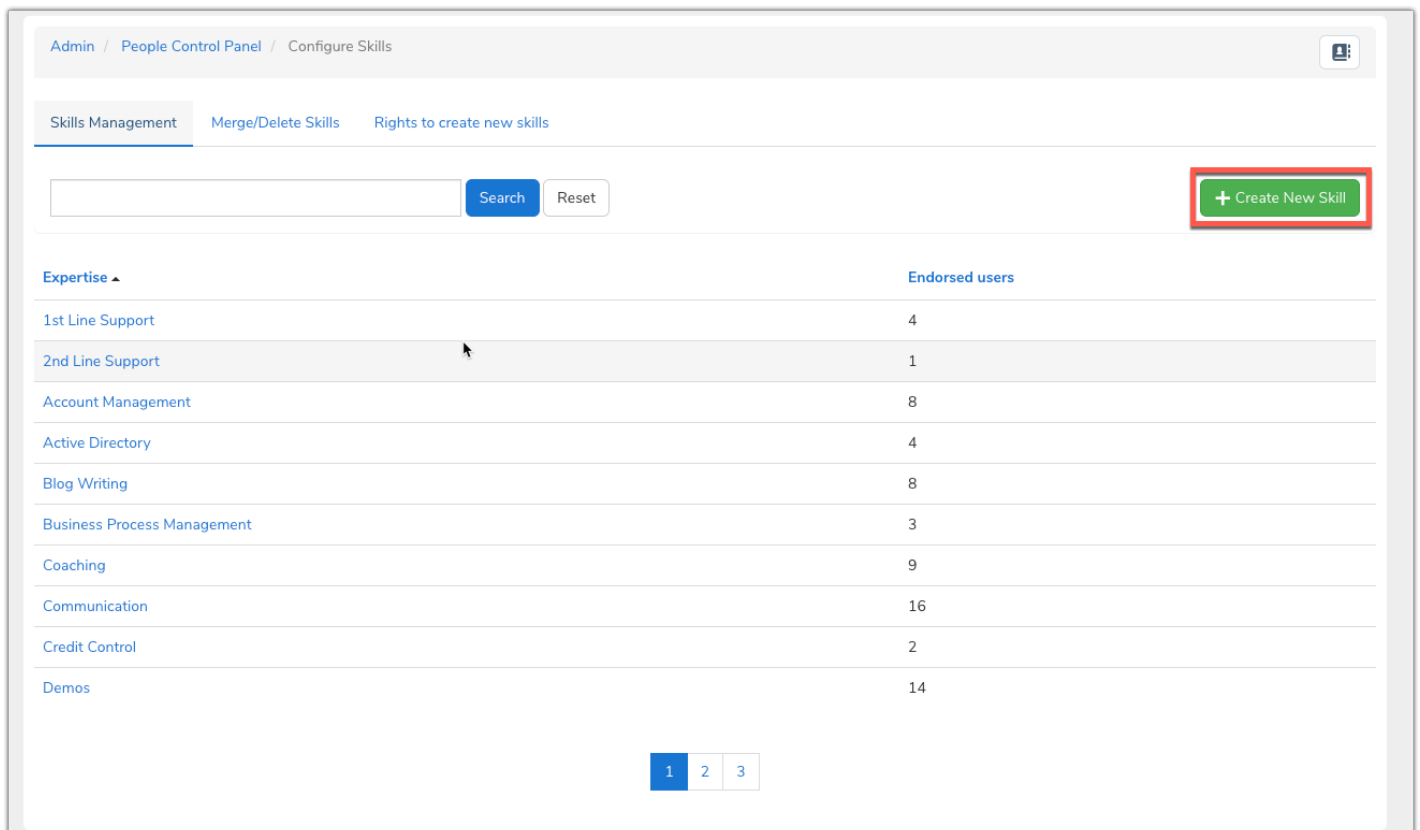 Admin / People Control Panel / Configure Skills
Skills Management Merge/Delete Skills Rights to create new skills
Search Reset + Create New Skill
Expertise Endorsed users
1st Line Support 4
2nd Line Support 1
Account Management 8
Active Directory 4
Blog Writing 8
Business Process Management 3
Coaching 9
Communication 16
Credit Control 2
Demos 14
1 2 3